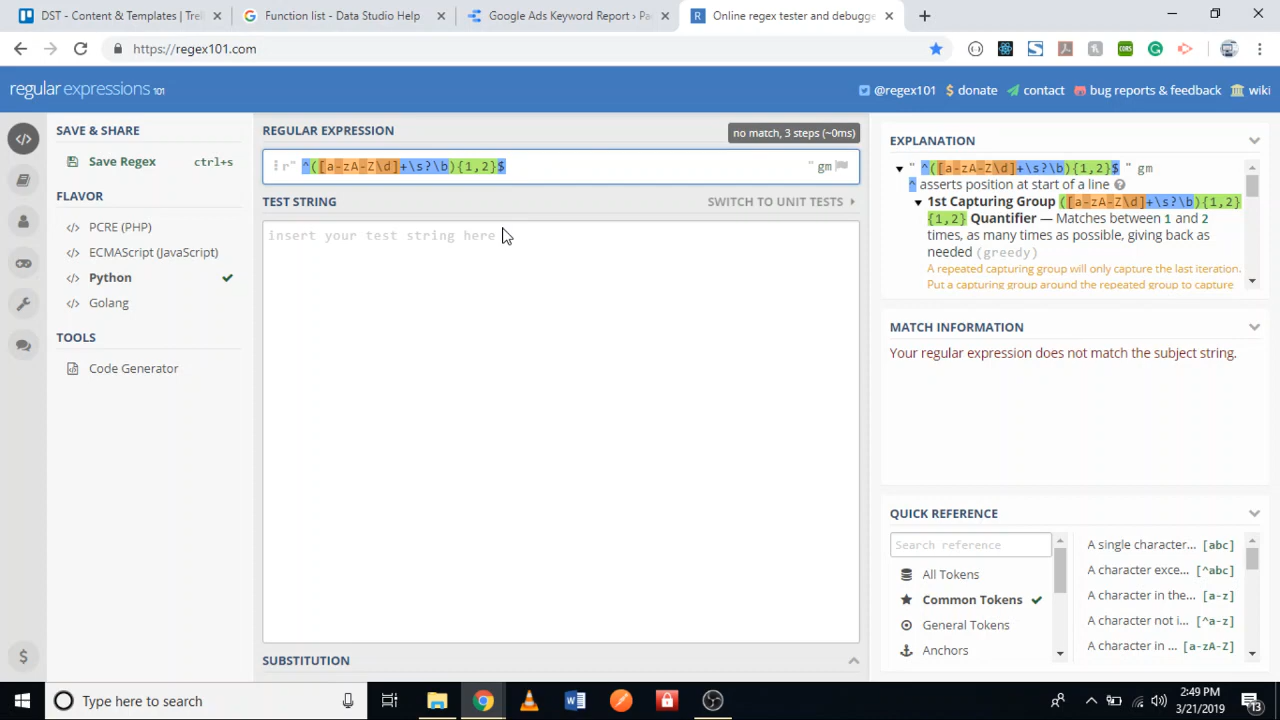 DST - Content & Templates | Trell
Function list - Data Studio Help
Google Ads Keyword Report › Pa
Online regex tester and debugge
https://regex101.com
CORS
regular expressions 101
@regex101
$ donate
contact
bug reports & feedback
wiki
SAVE & SHARE
Save Regex
ctrl+s
FLAVOR
</> PCRE (PHP)
</> ECMAScript (JavaScript)
</> Python
</> Golang
TOOLS
Code Generator
REGULAR EXPRESSION
no match, 3 steps (~0ms)
r" ^([a-zA-Z\d]+\s?\b){1,2}$
" gm
TEST STRING
SWITCH TO UNIT TESTS
insert your test string here
SUBSTITUTION
EXPLANATION
" ^([a-zA-Z\d]+\s?\b){1,2}$ " gm
^ asserts position at start of a line
1st Capturing Group ([a-zA-Z\d]+\s?\b){1,2}
{1,2} Quantifier — Matches between 1 and 2
times, as many times as possible, giving back as
needed (greedy)
A repeated capturing group will only capture the last iteration.
Put a capturing group around the repeated group to capture
MATCH INFORMATION
Your regular expression does not match the subject string.
QUICK REFERENCE
Search reference
All Tokens
Common Tokens
General Tokens
Anchors
A single character... [abc]
A character exce... [^abc]
A character in the... [a-z]
A character not i... [^a-z]
A character in ... [a-zA-Z]
Type here to search
2:49 PM
3/21/2019
13